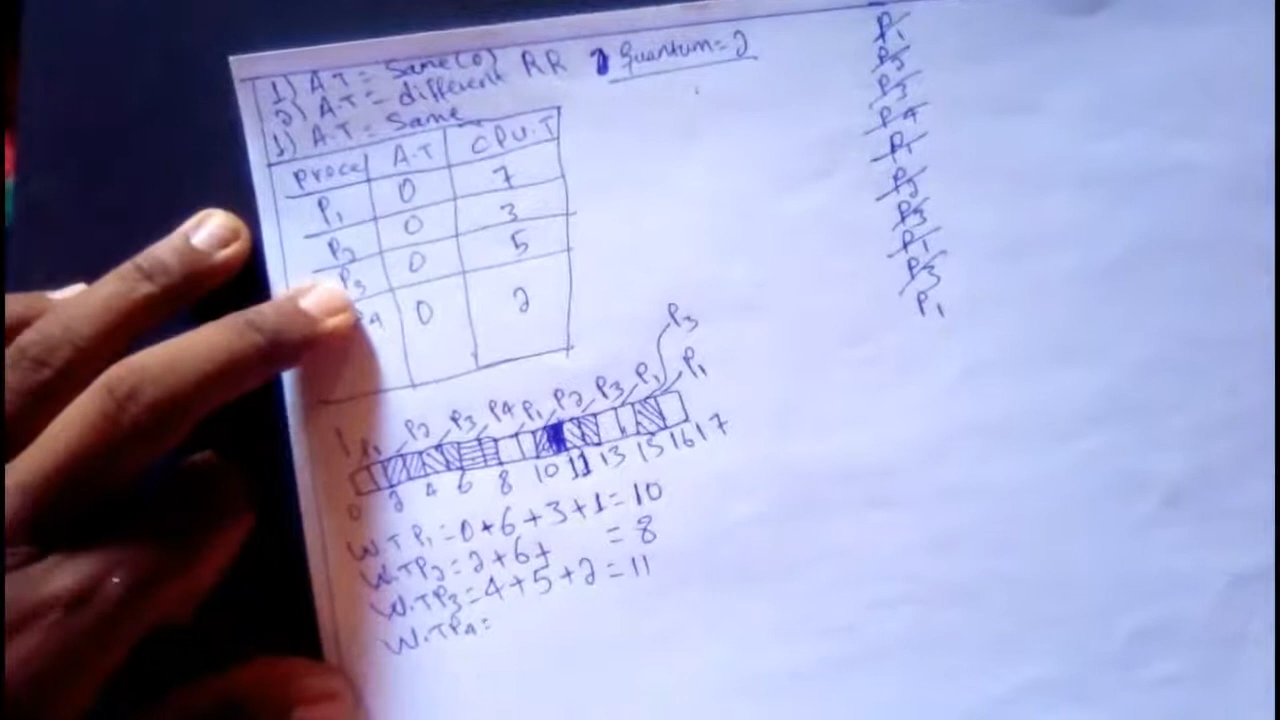 1) A.T = Same(0)
2) A.T = different RR Quantum=2
3) A.T = Same
Proce A.T CPU.T
P1 0 7
P2 0 3
P3 0 5
P4 0 2
P1 P2 P3 P4 P1 P2 P3 P1 P3 P1
0 2 4 6 8 10 11 13 15 16 17
W.T P1 = 0+6+3+1 = 10
W.T P2 = 2+6+ = 8
W.T P3 = 4+5+2 = 11
W.T P4 =
P1
P2
P3
P4
P1
P2
P3
P1
P3
P1